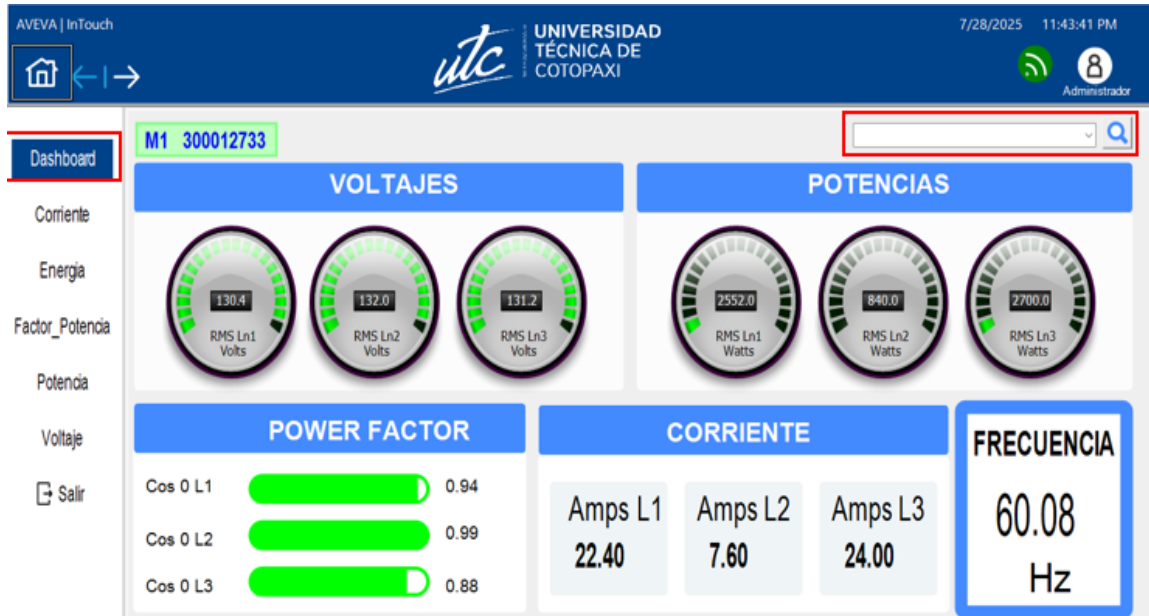 AVEVA | InTouch
7/28/2025 11:43:41 PM
utc
UNIVERSIDAD
TÉCNICA DE
COTOPAXI
Administrador
Dashboard
Corriente
Energia
Factor_Potencia
Potencia
Voltaje
Salir
M1 300012733
VOLTAJES
130.4
RMS Ln1
Volts
132.0
RMS Ln2
Volts
131.2
RMS Ln3
Volts
POTENCIAS
2552.0
RMS Ln1
Watts
840.0
RMS Ln2
Watts
2700.0
RMS Ln3
Watts
POWER FACTOR
Cos 0 L1 0.94
Cos 0 L2 0.99
Cos 0 L3 0.88
CORRIENTE
Amps L1
22.40
Amps L2
7.60
Amps L3
24.00
FRECUENCIA
60.08
Hz